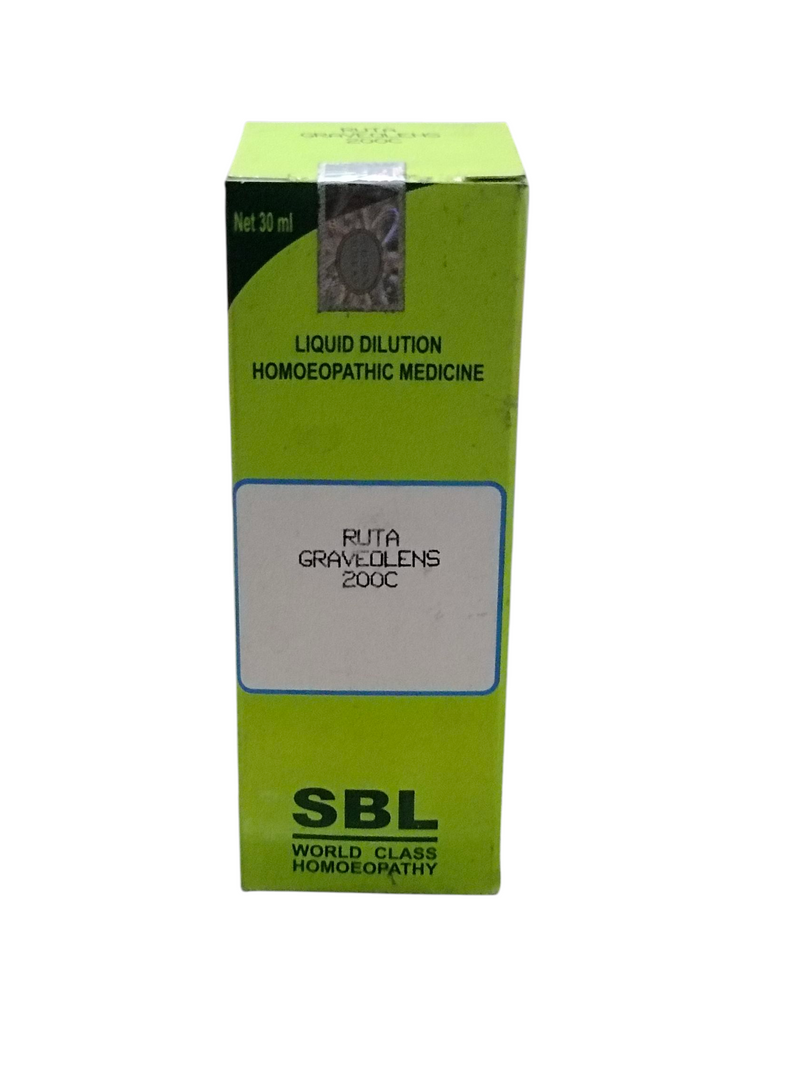 RUTA
GRAVEOLENS
200C
Net 30 ml
LIQUID DILUTION
HOMOEOPATHIC MEDICINE
RUTA
GRAVEOLENS
200C
SBL
WORLD CLASS
HOMOEOPATHY